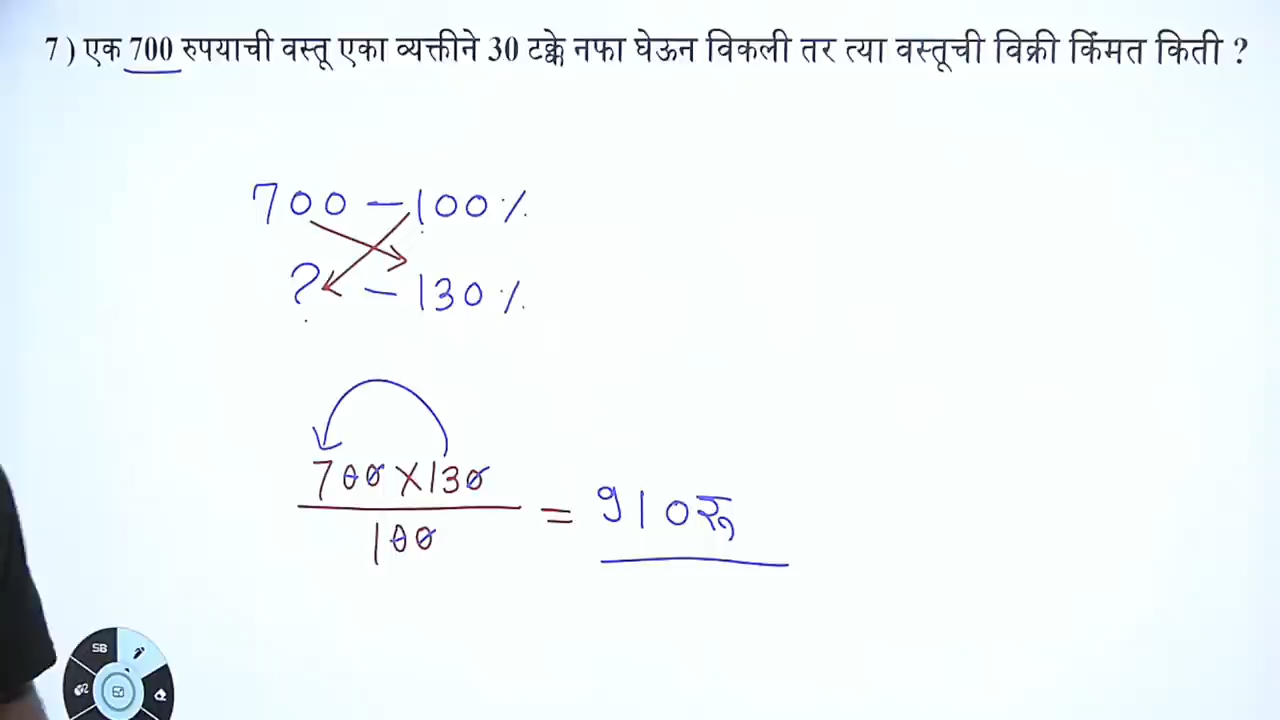 7 ) एक 700 रुपयाची वस्तू एका व्यक्तीने 30 टक्के नफा घेऊन विकली तर त्या वस्तूची विक्री किंमत किती ?
700 – 100 %
? – 130 %
700 × 130
100
= 910 रु
SB